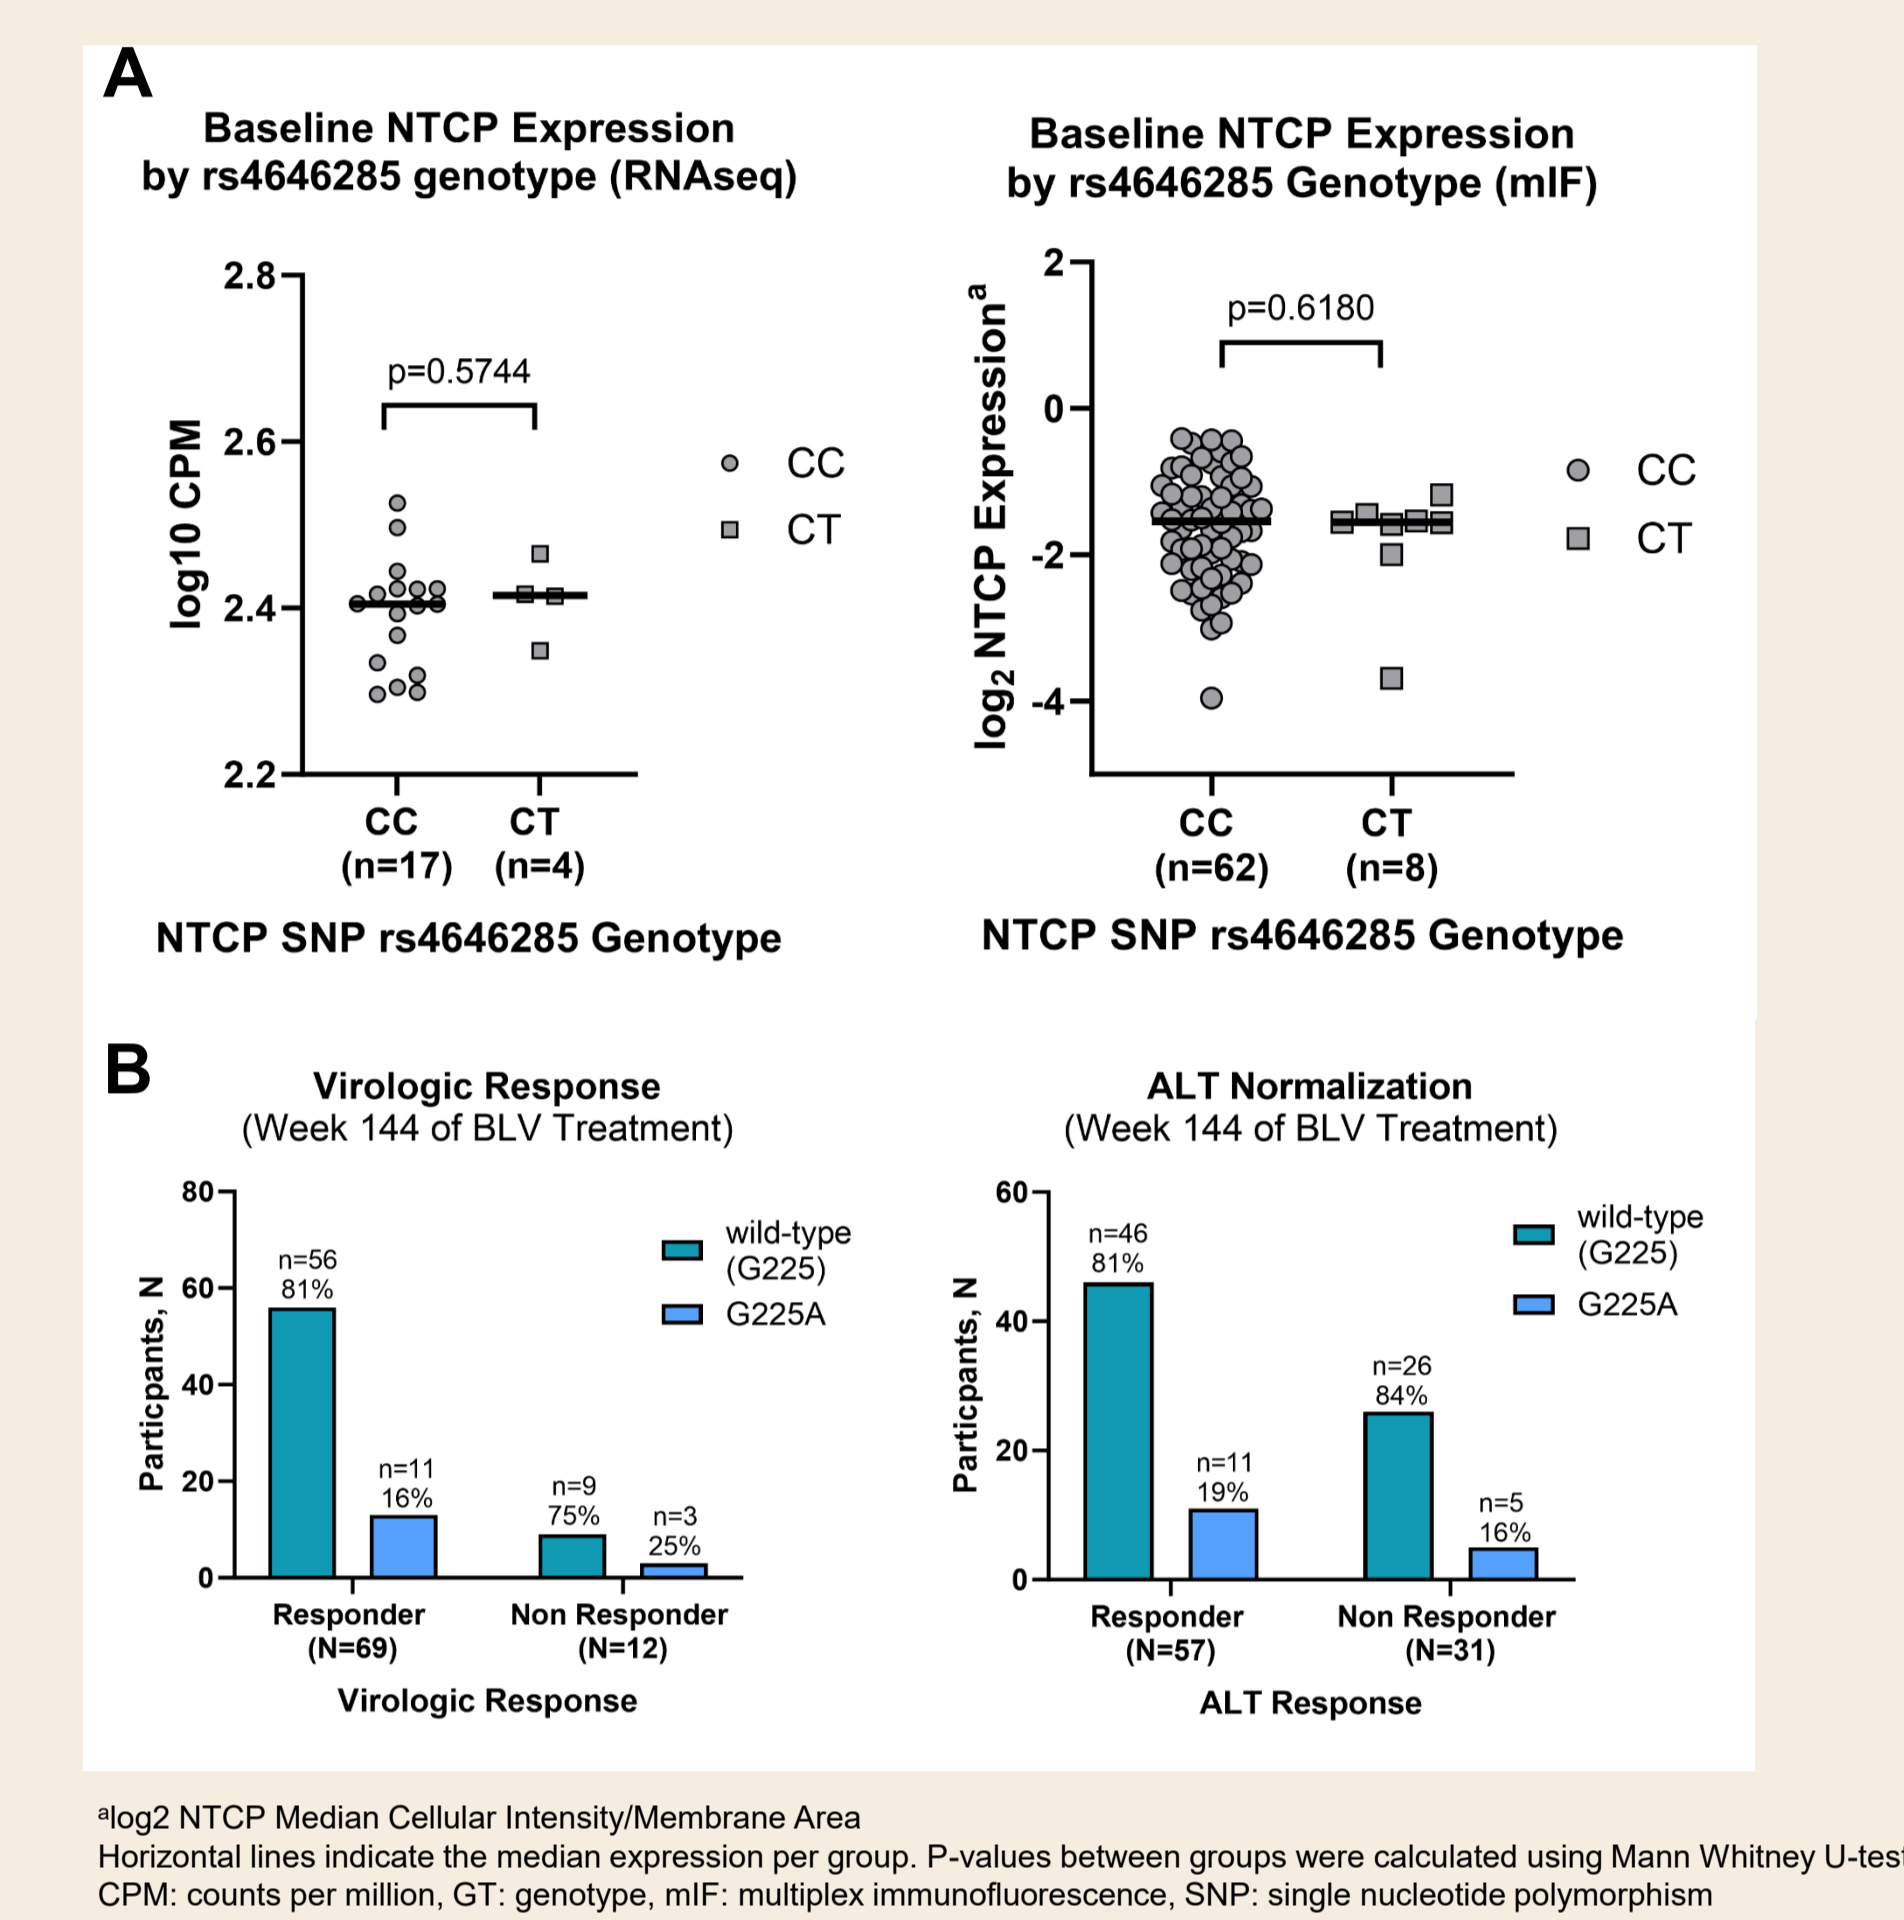 A
Baseline NTCP Expression
by rs4646285 genotype (RNAseq)
2.8
2.6
2.4
2.2
log10 CPM
p=0.5744
CC
CT
CC
(n=17)
CT
(n=4)
NTCP SNP rs4646285 Genotype
Baseline NTCP Expression
by rs4646285 Genotype (mIF)
2
0
-2
-4
log₂ NTCP Expressionᵃ
p=0.6180
CC
CT
CC
(n=62)
CT
(n=8)
NTCP SNP rs4646285 Genotype
B
Virologic Response
(Week 144 of BLV Treatment)
80
60
40
20
0
Particpants, N
n=56
81%
n=11
16%
n=9
75%
n=3
25%
wild-type
(G225)
G225A
Responder
(N=69)
Non Responder
(N=12)
Virologic Response
ALT Normalization
(Week 144 of BLV Treatment)
60
40
20
0
Particpants, N
n=46
81%
n=11
19%
n=26
84%
n=5
16%
wild-type
(G225)
G225A
Responder
(N=57)
Non Responder
(N=31)
ALT Response
ᵃlog2 NTCP Median Cellular Intensity/Membrane Area
Horizontal lines indicate the median expression per group. P-values between groups were calculated using Mann Whitney U-test
CPM: counts per million, GT: genotype, mIF: multiplex immunofluorescence, SNP: single nucleotide polymorphism